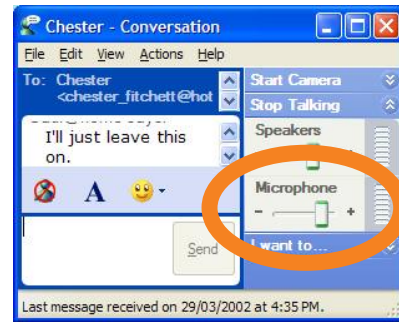 Chester - Conversation
File Edit View Actions Help
To: Chester
<chester_fitchett@hot
Start Camera
Stop Talking
I'll just leave this
on.
Speakers
Microphone
- +
A
Send
I want to...
Last message received on 29/03/2002 at 4:35 PM.